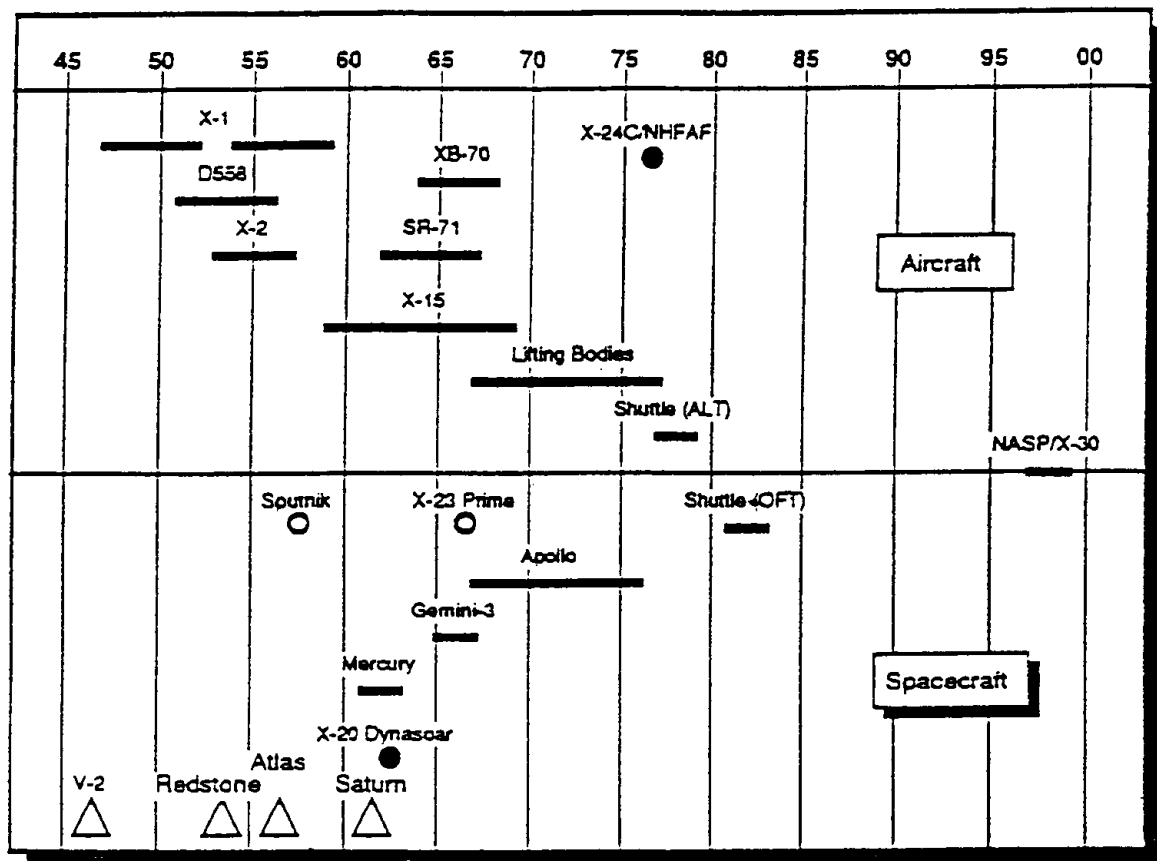 45 50 55 60 65 70 75 80 85 90 95 00
X-1
X-24C/NHFAF
XB-70
D558
X-2
SR-71
Aircraft
X-15
Lifting Bodies
Shuttle (ALT)
NASP/X-30
Sputnik
X-23 Prime
Shuttle (OFT)
Apollo
Gemini-3
Mercury
Spacecraft
X-20 Dynasoar
Atlas
V-2
Redstone
Saturn